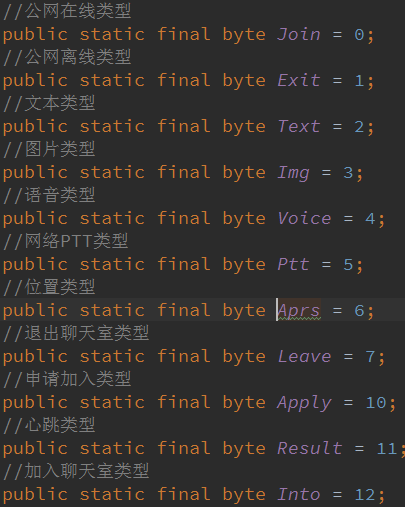 //公网在线类型
public static final byte Join = 0;
//公网离线类型
public static final byte Exit = 1;
//文本类型
public static final byte Text = 2;
//图片类型
public static final byte Img = 3;
//语音类型
public static final byte Voice = 4;
//网络PTT类型
public static final byte Ptt = 5;
//位置类型
public static final byte Aprs = 6;
//退出聊天室类型
public static final byte Leave = 7;
//申请加入类型
public static final byte Apply = 10;
//心跳类型
public static final byte Result = 11;
//加入聊天室类型
public static final byte Into = 12;